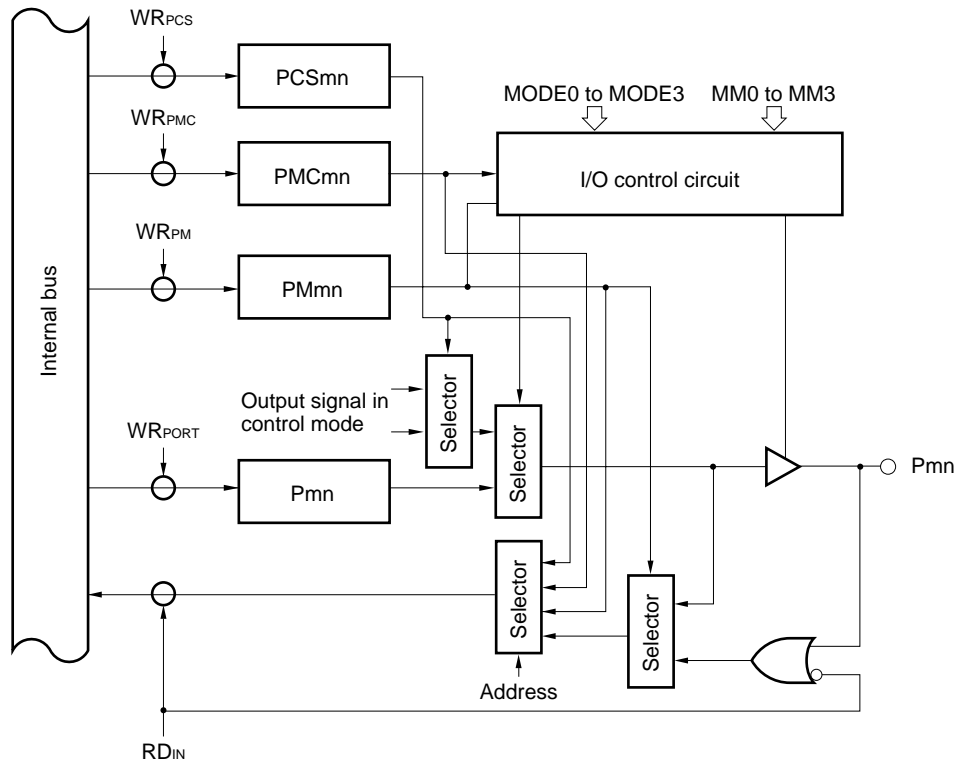 WRPCS
PCSmn
MODE0 to MODE3
MM0 to MM3
WRPMC
PMCmn
I/O control circuit
WRPM
PMmn
Internal bus
Selector
Output signal in
control mode
Selector
WRPORT
Pmn
Pmn
Selector
Selector
Address
RDIN